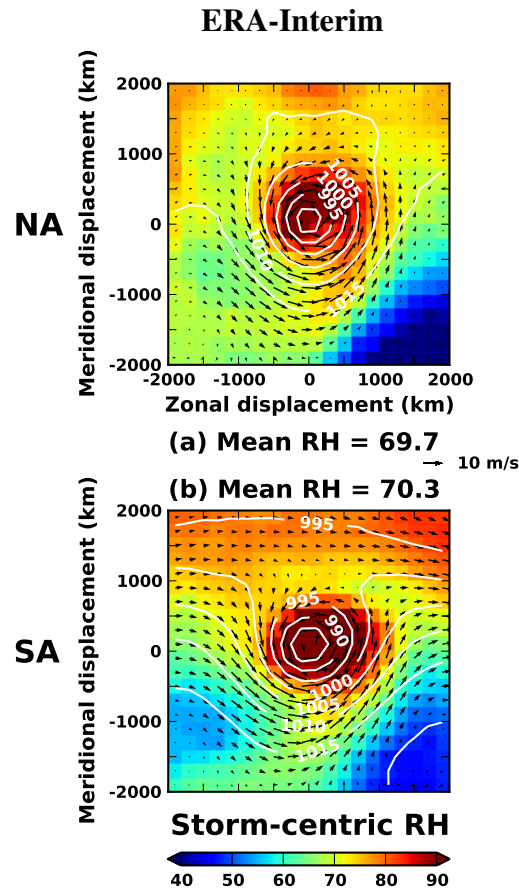 ERA-Interim
NA
Meridional displacement (km)
2000
1000
0
-1000
-2000
1005
1000
995
1010
1015
-2000 -1000 0 1000 2000
Zonal displacement (km)
(a) Mean RH = 69.7
10 m/s
(b) Mean RH = 70.3
SA
Meridional displacement (km)
2000
1000
0
-1000
-2000
995
995
990
1000
1005
1010
1015
Storm-centric RH
40 50 60 70 80 90